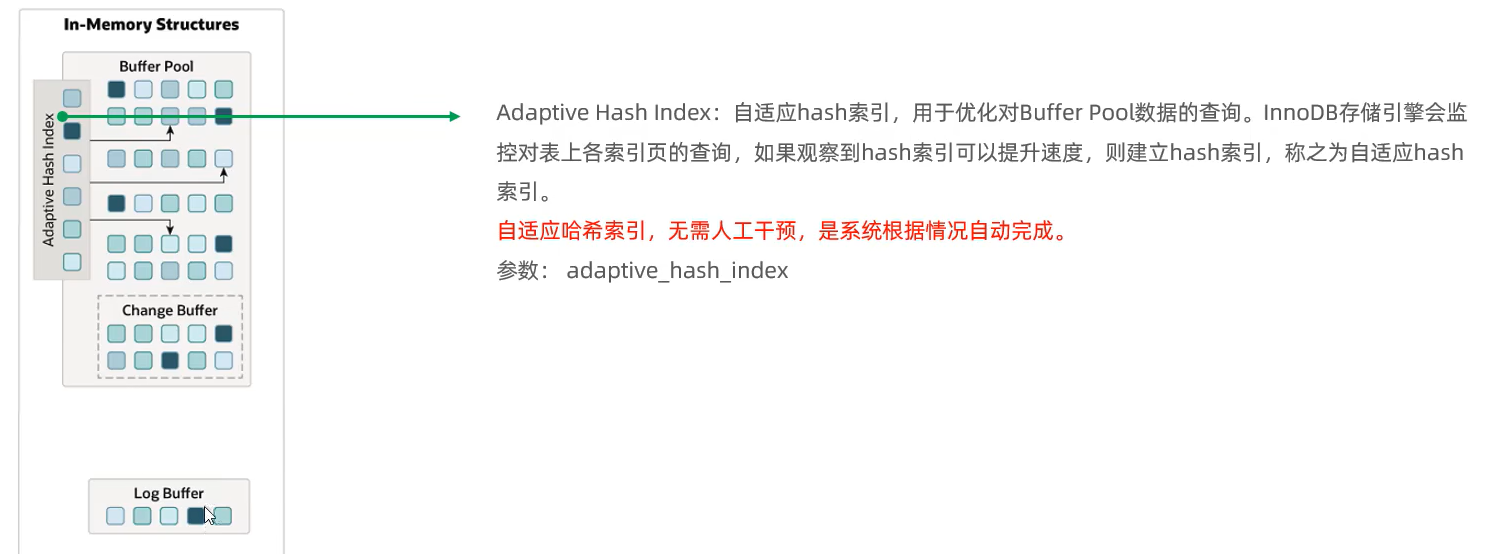 In-Memory Structures
Buffer Pool
Adaptive Hash Index
Change Buffer
Log Buffer
Adaptive Hash Index：自适应hash索引，用于优化对Buffer Pool数据的查询。InnoDB存储引擎会监
控对表上各索引页的查询，如果观察到hash索引可以提升速度，则建立hash索引，称之为自适应hash
索引。
自适应哈希索引，无需人工干预，是系统根据情况自动完成。
参数： adaptive_hash_index